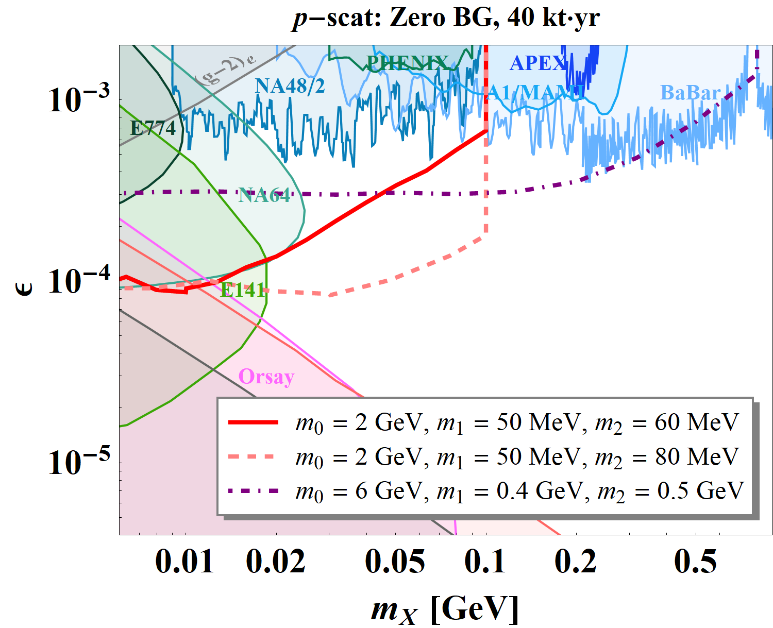 p−scat: Zero BG, 40 kt·yr
(g−2)e
PHENIX
APEX
NA48/2
A1/MAMI
BaBar
E774
NA64
E141
Orsay
10⁻³
10⁻⁴
10⁻⁵
ϵ
m₀ = 2 GeV, m₁ = 50 MeV, m₂ = 60 MeV
m₀ = 2 GeV, m₁ = 50 MeV, m₂ = 80 MeV
m₀ = 6 GeV, m₁ = 0.4 GeV, m₂ = 0.5 GeV
0.01 0.02 0.05 0.1 0.2 0.5
mX [GeV]